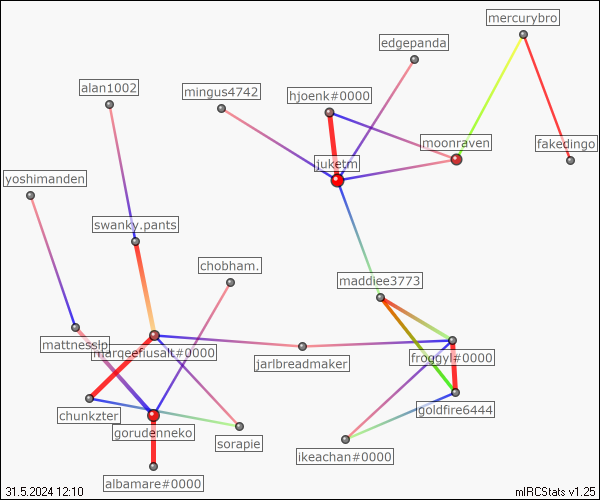 mercurybro
edgepanda
alan1002
mingus4742
hjoenk#0000
moonraven
fakedingo
juketm
yoshimanden
swanky.pants
chobham.
maddiee3773
mattnesslp
marqeefiusalt#0000
jarlbreadmaker
froggyl#0000
chunkzter
goldfire6444
gorudenneko
sorapie
ikeachan#0000
albamare#0000
31.5.2024 12:10
mIRCStats v1.25